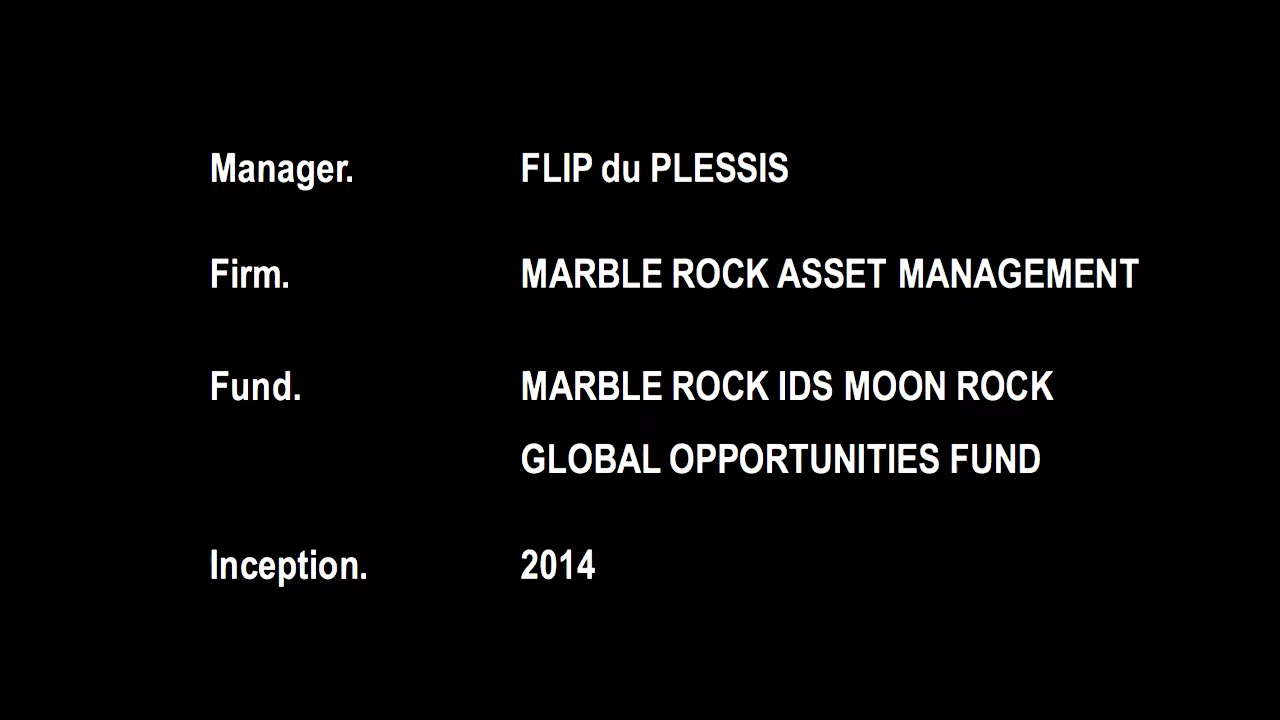 Manager. FLIP du PLESSIS
Firm. MARBLE ROCK ASSET MANAGEMENT
Fund. MARBLE ROCK IDS MOON ROCK
GLOBAL OPPORTUNITIES FUND
Inception. 2014